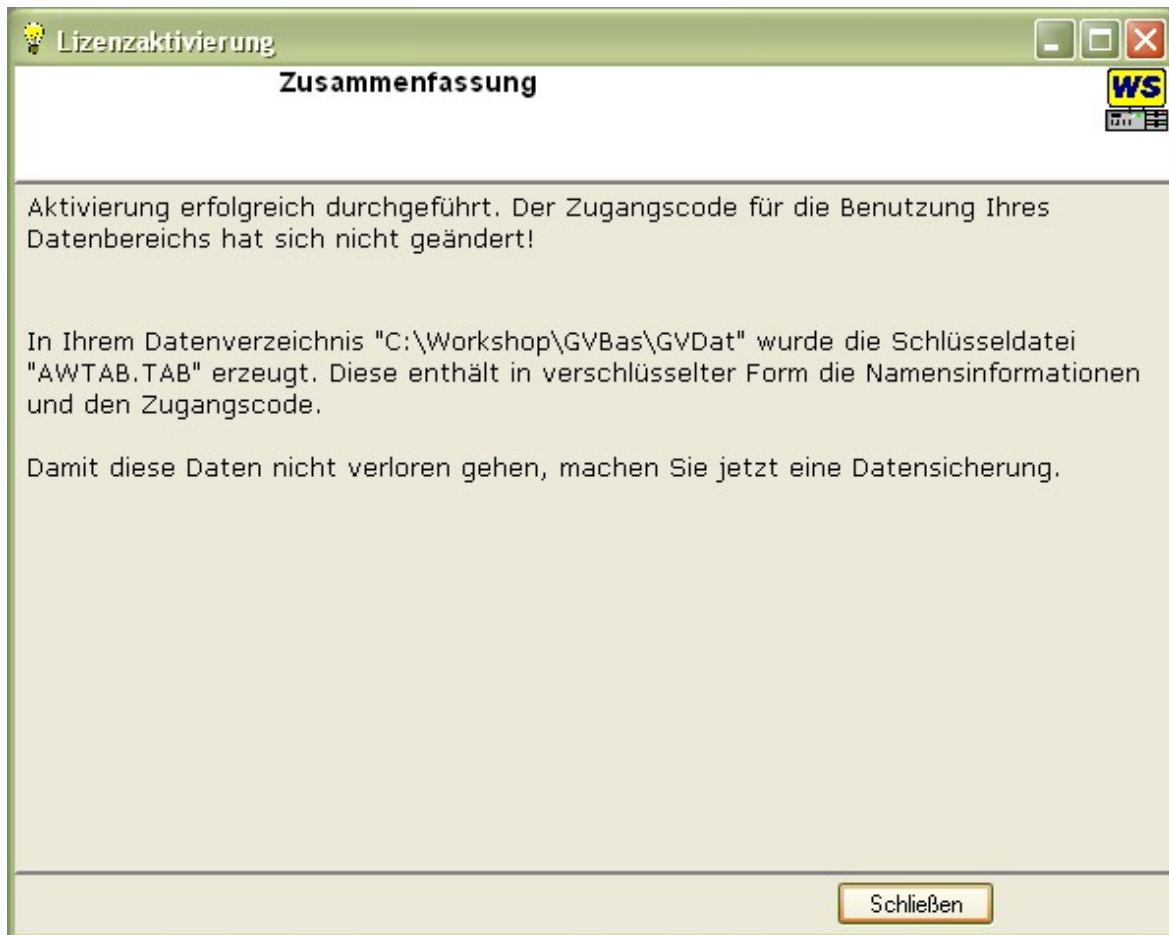 Lizenzaktivierung
Zusammenfassung
WS
Aktivierung erfolgreich durchgeführt. Der Zugangscode für die Benutzung Ihres
Datenbereichs hat sich nicht geändert!
In Ihrem Datenverzeichnis "C:\Workshop\GVBas\GVDat" wurde die Schlüsseldatei
"AWTAB.TAB" erzeugt. Diese enthält in verschlüsselter Form die Namensinformationen
und den Zugangscode.
Damit diese Daten nicht verloren gehen, machen Sie jetzt eine Datensicherung.
Schließen